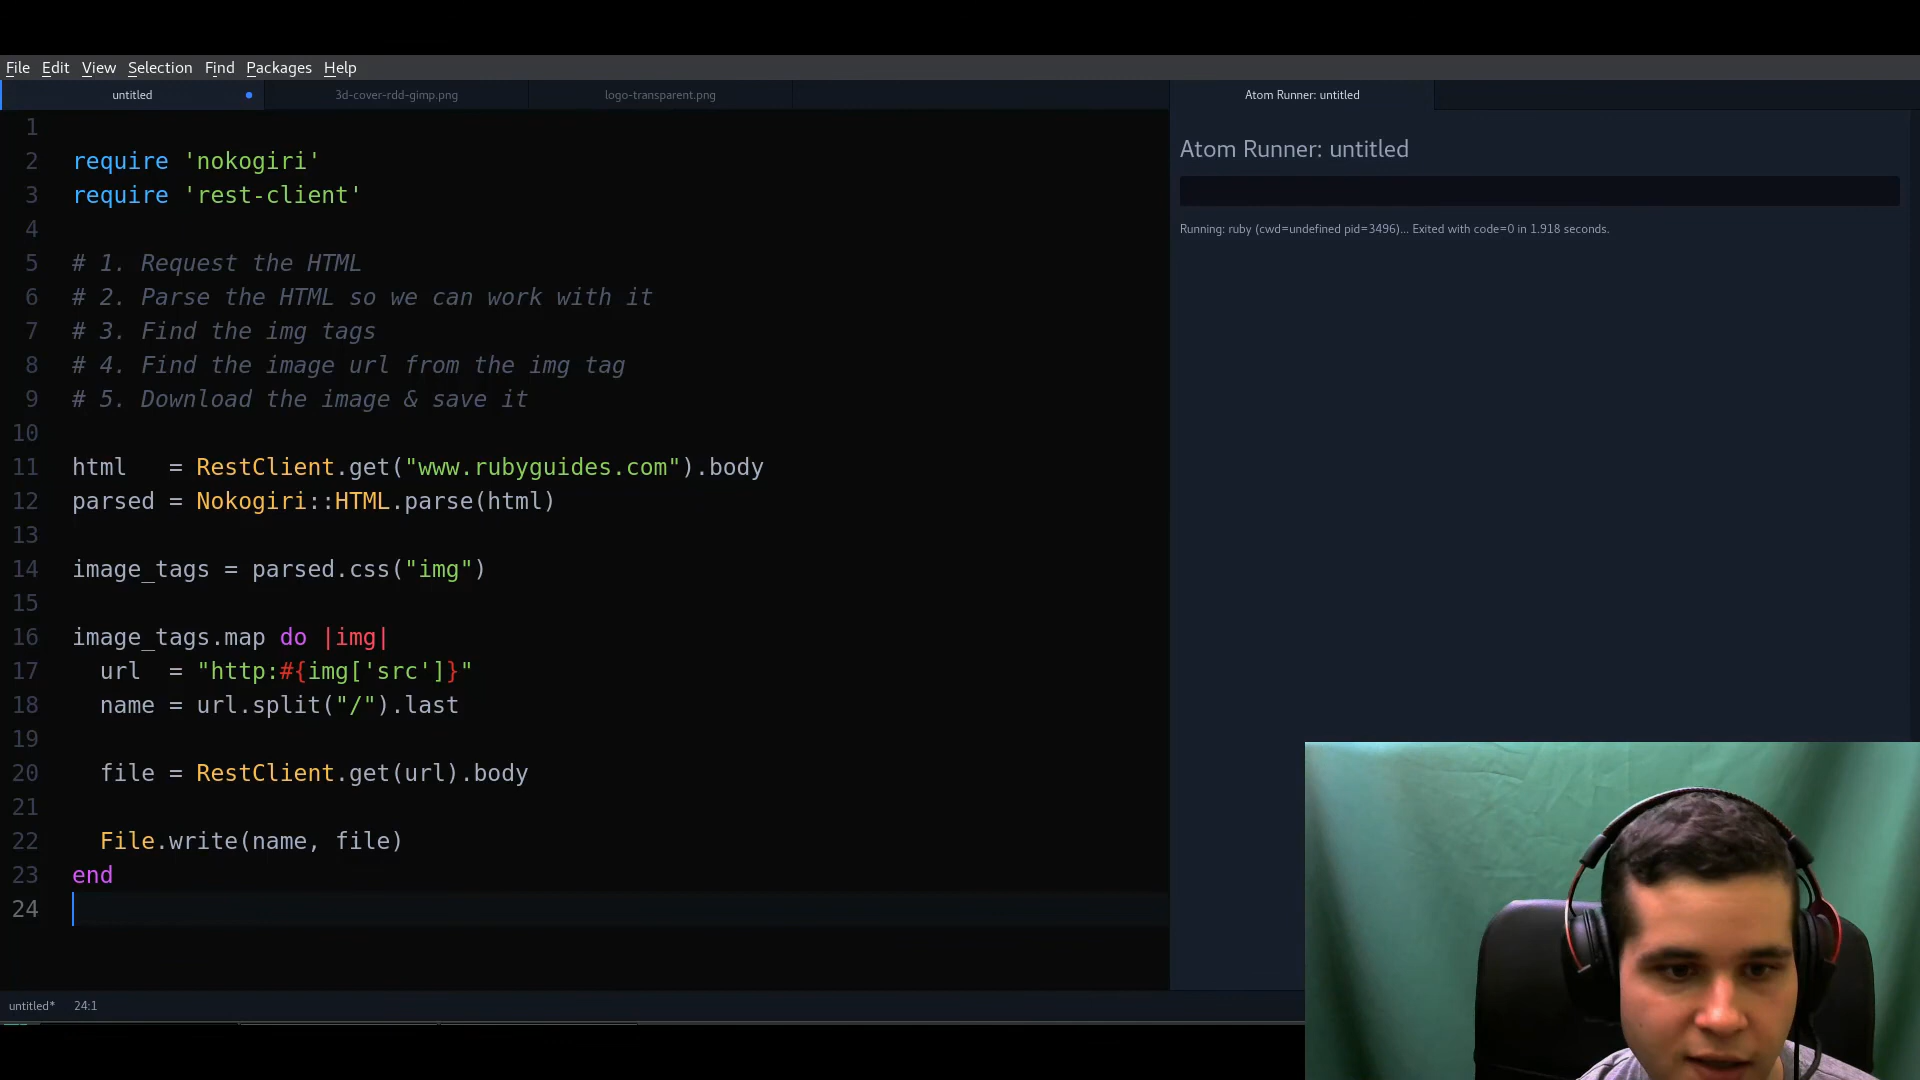 File Edit View Selection Find Packages Help
untitled 3d-cover-rdd-gimp.png logo-transparent.png Atom Runner: untitled
1
2 require 'nokogiri'
3 require 'rest-client'
4
5 # 1. Request the HTML
6 # 2. Parse the HTML so we can work with it
7 # 3. Find the img tags
8 # 4. Find the image url from the img tag
9 # 5. Download the image & save it
10
11 html   = RestClient.get("www.rubyguides.com").body
12 parsed = Nokogiri::HTML.parse(html)
13
14 image_tags = parsed.css("img")
15
16 image_tags.map do |img|
17   url  = "http:#{img['src']}"
18   name = url.split("/").last
19
20   file = RestClient.get(url).body
21
22   File.write(name, file)
23 end
24
untitled* 24:1
Atom Runner: untitled
Running: ruby (cwd=undefined pid=3496)... Exited with code=0 in 1.918 seconds.